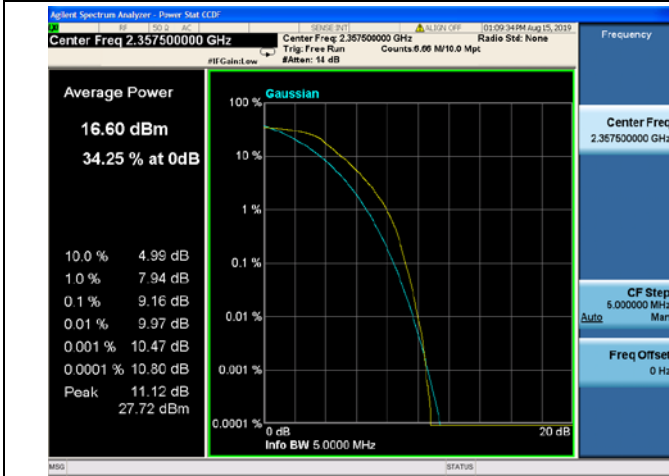 Agilent Spectrum Analyzer - Power Stat CCDF
RF 50 Ω AC SENSE:INT ALIGN OFF 01:09:34 PM Aug 15, 2019
Center Freq 2.357500000 GHz
Center Freq: 2.357500000 GHz Radio Std: None
Trig: Free Run Counts:6.66 M/10.0 Mpt
#IFGain:Low #Atten: 14 dB
Frequency
Average Power
16.60 dBm
34.25 % at 0dB
10.0 % 4.99 dB
1.0 % 7.94 dB
0.1 % 9.16 dB
0.01 % 9.97 dB
0.001 % 10.47 dB
0.0001 % 10.80 dB
Peak 11.12 dB
27.72 dBm
Gaussian
100 %
10 %
1 %
0.1 %
0.01 %
0.001 %
0.0001 %
0 dB 20 dB
Info BW 5.0000 MHz
Center Freq
2.357500000 GHz
CF Step
5.000000 MHz
Auto Man
Freq Offset
0 Hz
MSG STATUS